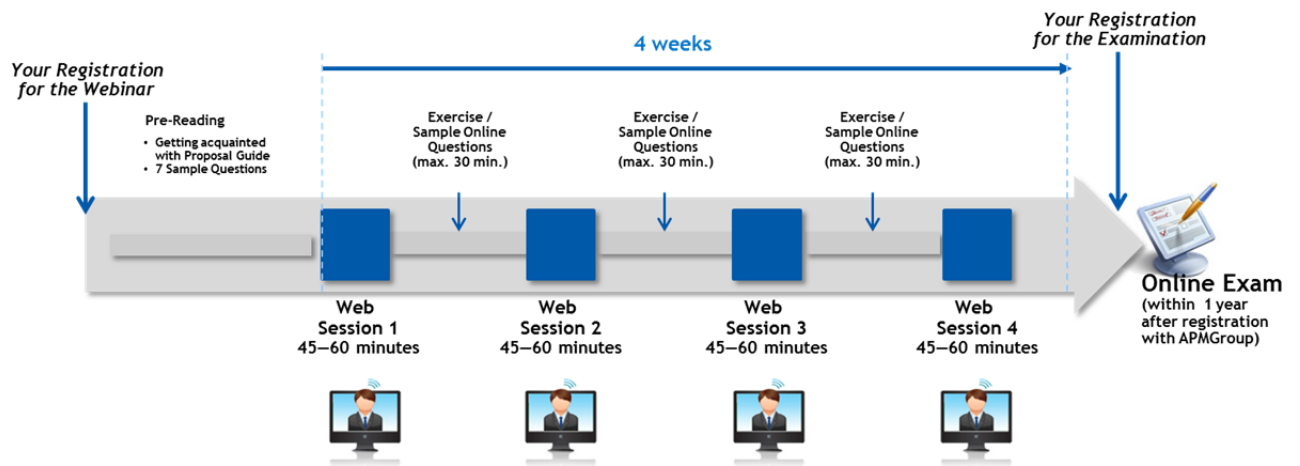 Your Registration
for the Webinar
Pre-Reading
• Getting acquainted
with Proposal Guide
• 7 Sample Questions
4 weeks
Exercise /
Sample Online
Questions
(max. 30 min.)
Exercise /
Sample Online
Questions
(max. 30 min.)
Exercise /
Sample Online
Questions
(max. 30 min.)
Your Registration
for the Examination
Web
Session 1
45—60 minutes
Web
Session 2
45—60 minutes
Web
Session 3
45—60 minutes
Web
Session 4
45—60 minutes
Online Exam
(within 1 year
after registration
with APMGroup)